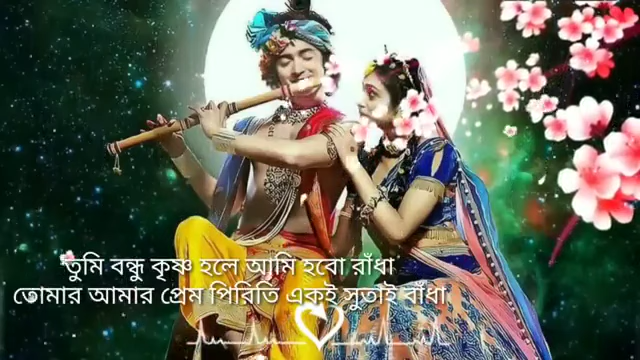 তুমি বন্ধু কৃষ্ণ হলে আমি হবো রাঁধা
তোমার আমার প্রেম পিরিতি একই সুতাই বাঁধা